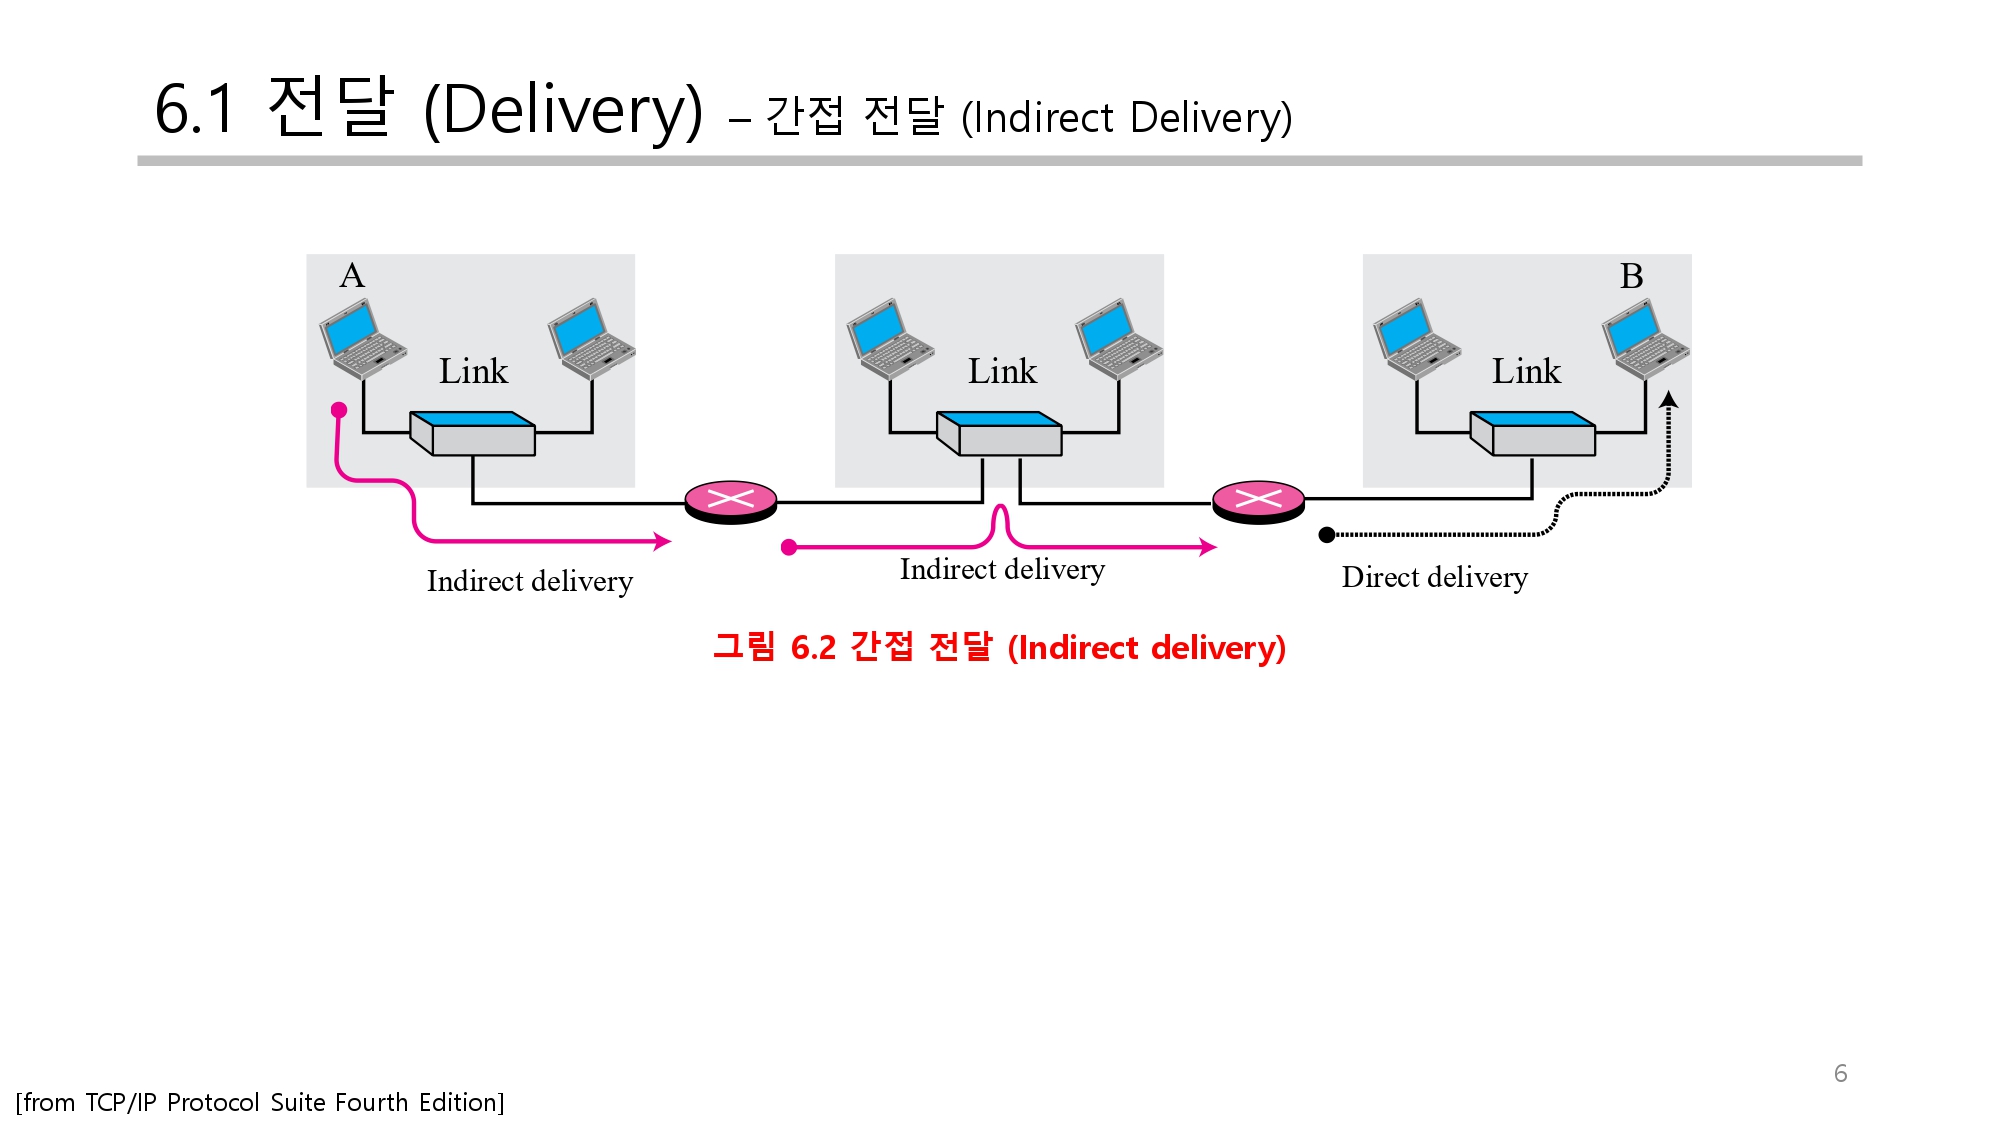 6.1 전달 (Delivery) – 간접 전달 (Indirect Delivery)
A
B
Link
Link
Link
Indirect delivery
Indirect delivery
Direct delivery
그림 6.2 간접 전달 (Indirect delivery)
6
[from TCP/IP Protocol Suite Fourth Edition]